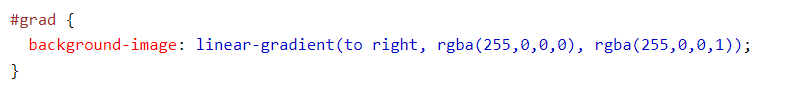 #grad {
  background-image: linear-gradient(to right, rgba(255,0,0,0), rgba(255,0,0,1));
}